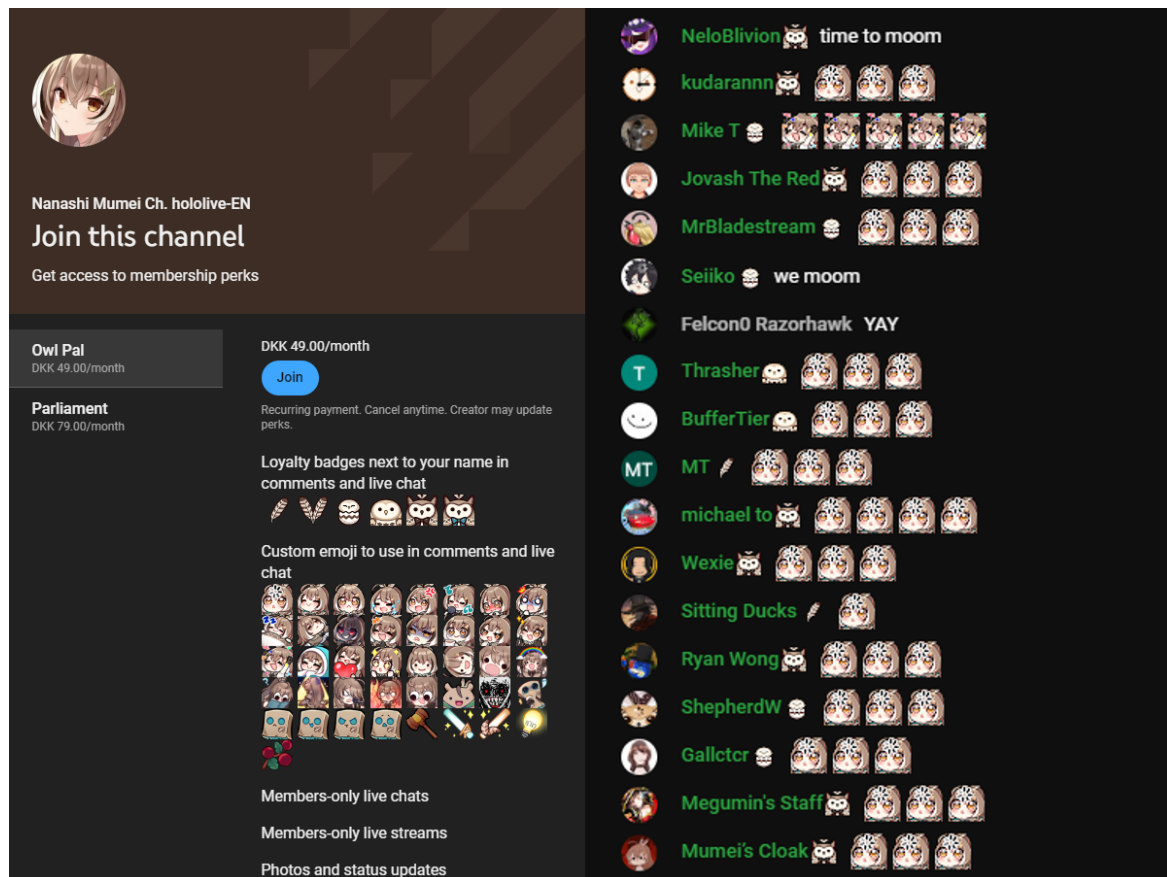 Nanashi Mumei Ch. hololive-EN
Join this channel
Get access to membership perks
Owl Pal
DKK 49.00/month
Parliament
DKK 79.00/month
DKK 49.00/month
Join
Recurring payment. Cancel anytime. Creator may update
perks.
Loyalty badges next to your name in
comments and live chat
Custom emoji to use in comments and live
chat
Members-only live chats
Members-only live streams
Photos and status updates
NeloBlivion time to moom
kudarannn
Mike T
Jovash The Red
MrBladestream
Seiiko we moom
Felcon0 Razorhawk YAY
T Thrasher
BufferTier
MT MT
michael to
Wexie
Sitting Ducks
Ryan Wong
ShepherdW
Gallctcr
Megumin's Staff
Mumei's Cloak